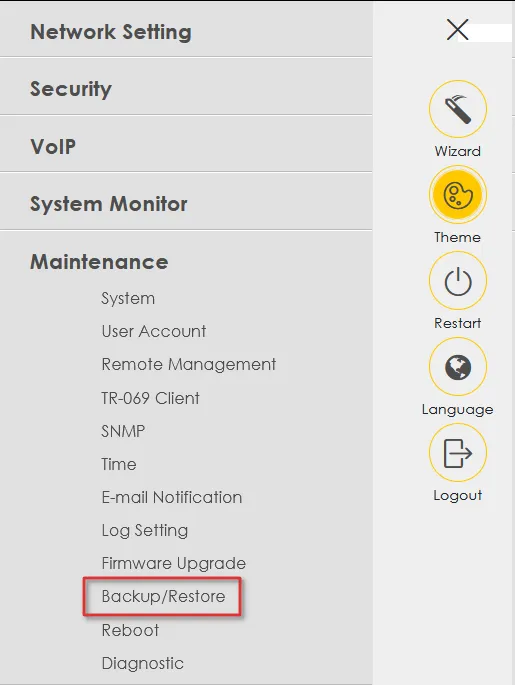 Network Setting
Security
VoIP
System Monitor
Maintenance
System
User Account
Remote Management
TR-069 Client
SNMP
Time
E-mail Notification
Log Setting
Firmware Upgrade
Backup/Restore
Reboot
Diagnostic
Wizard
Theme
Restart
Language
Logout